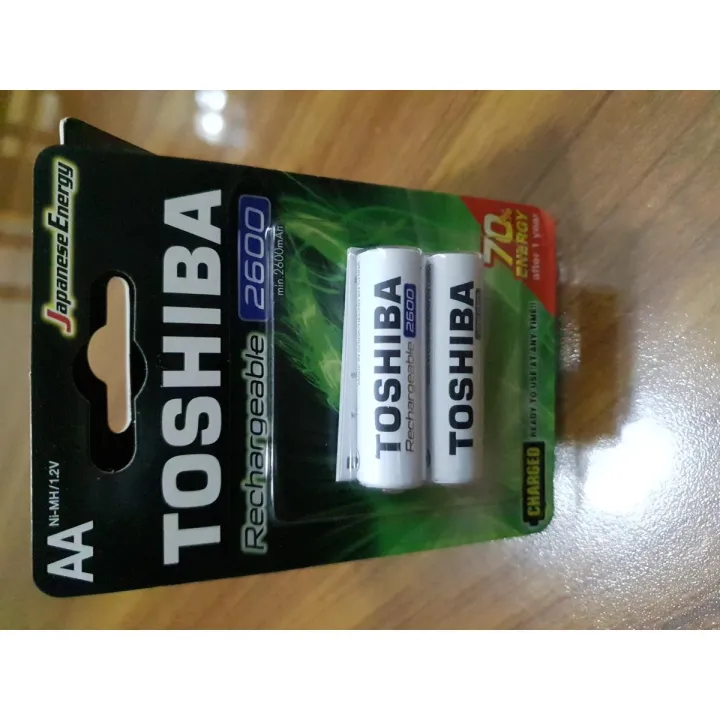 Japanese Energy
AA
Ni-MH/1.2V
TOSHIBA
Rechargeable 2600
min.2600mAh
TOSHIBA
Rechargeable 2600
TOSHIBA
70% ENERGY
after 1 year
CHARGED
READY TO USE AT ANY TIME!!